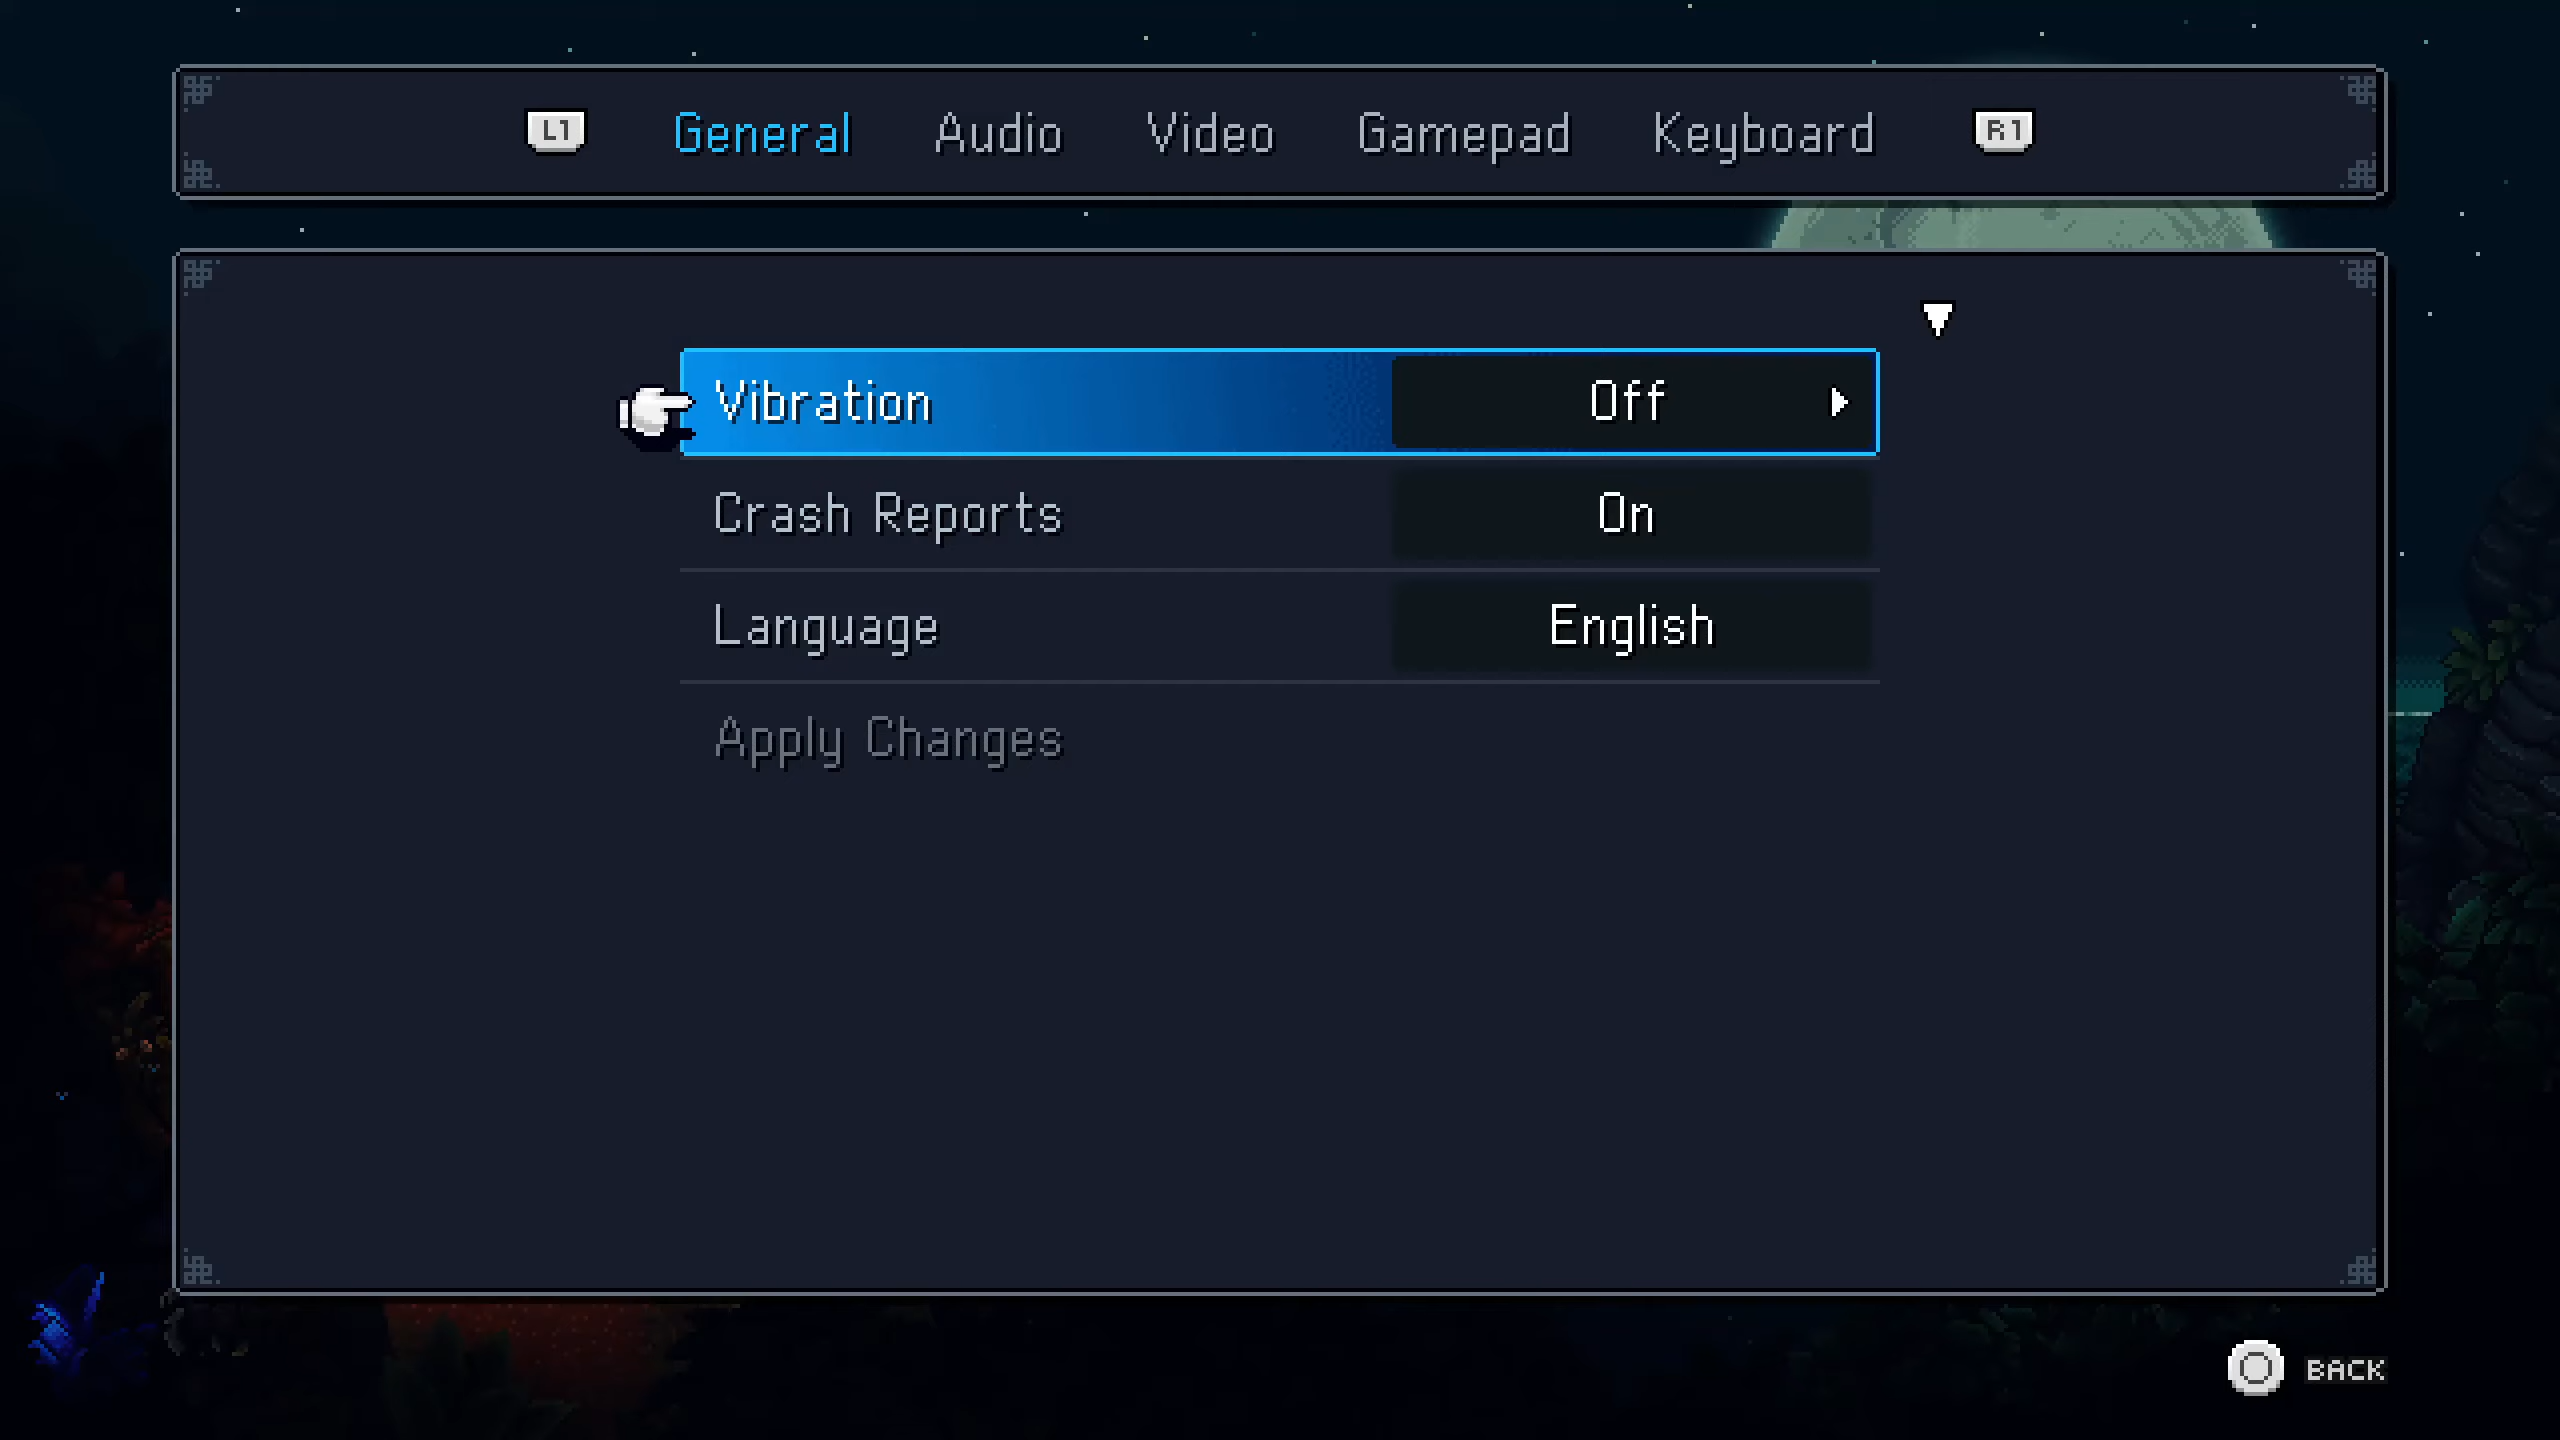 L1 General Audio Video Gamepad Keyboard R1
Vibration Off
Crash Reports On
Language English
Apply Changes
BACK